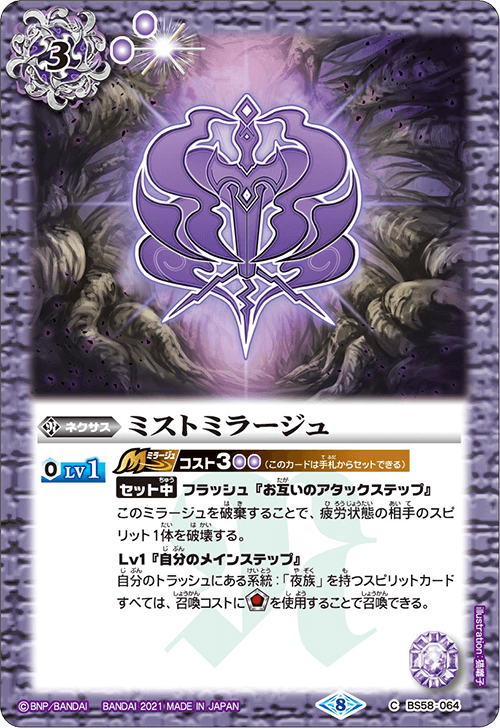 3
ネクサス ミストミラージュ
0 LV1 Mミラージュ コスト3 (このカードは手札からセットできる)
セット中 フラッシュ『お互いのアタックステップ』
このミラージュを破棄することで、疲労状態の相手のスピ
リット1体を破壊する。
Lv1『自分のメインステップ』
自分のトラッシュにある系統：「夜族」を持つスピリットカード
すべては、召喚コストに を使用することで召喚できる。
illustration:
©BNP/BANDAI BANDAI 2021 MADE IN JAPAN 8 C BS58-064